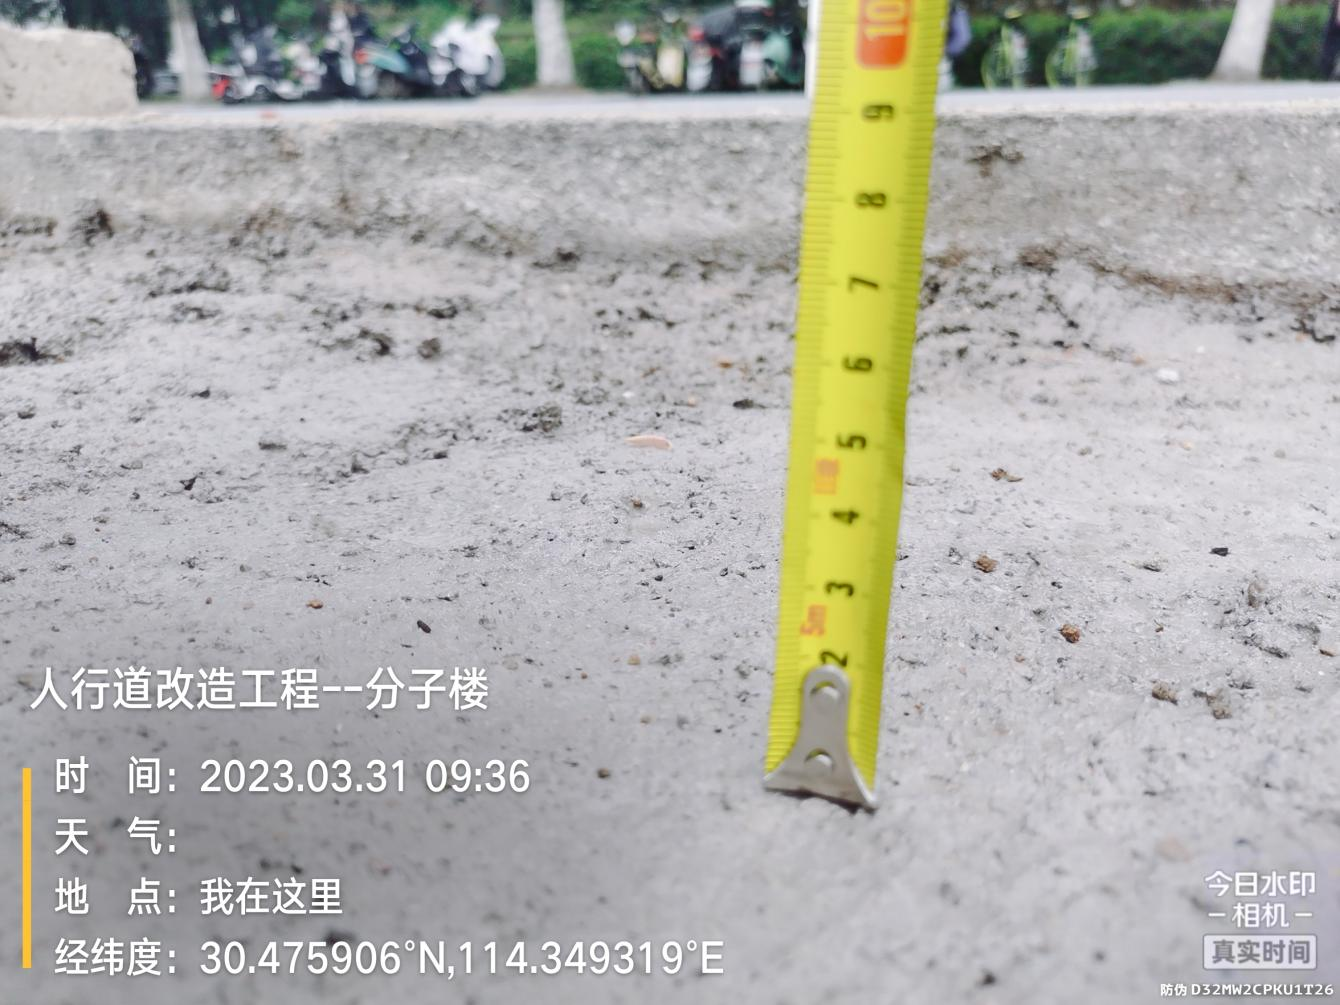 10
9
8
7
6
5
4
3
5m
2
人行道改造工程--分子楼
时 间: 2023.03.31 09:36
天 气:
地 点: 我在这里
经纬度: 30.475906°N,114.349319°E
今日水印
相机
真实时间
防伪 D32MW2CPKU1T26